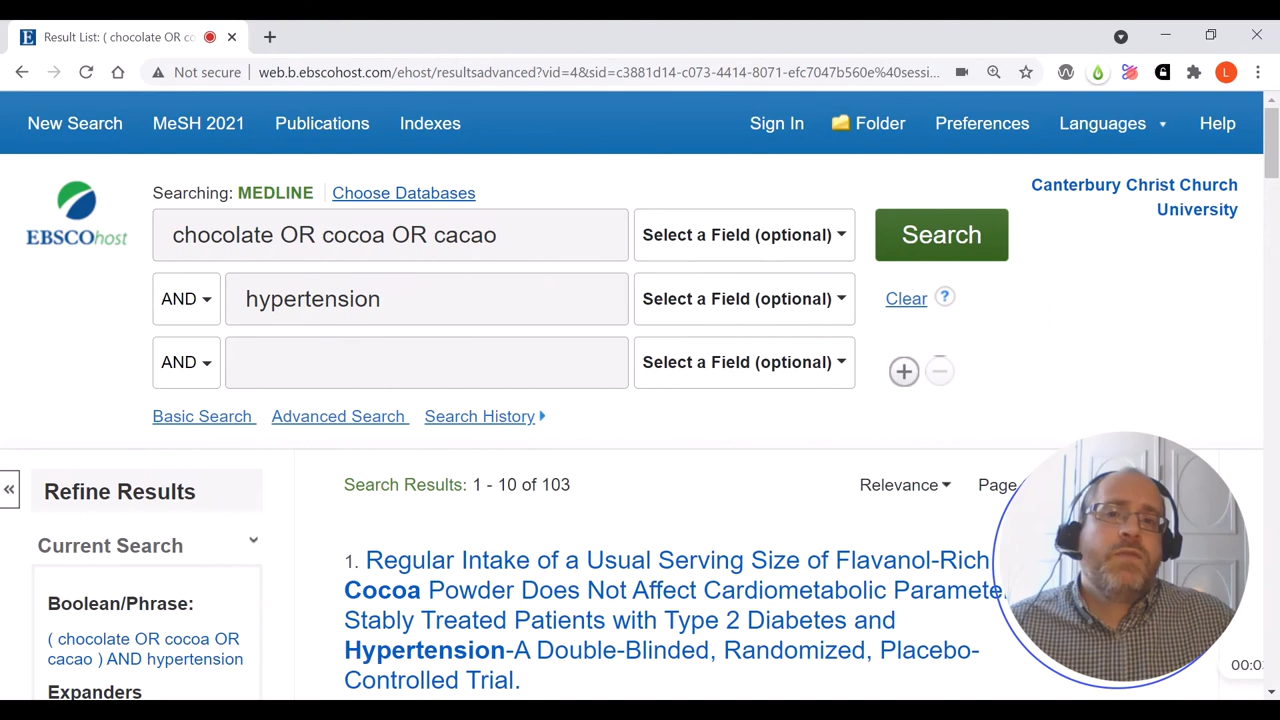 Result List: ( chocolate OR co
Not secure
web.b.ebscohost.com/ehost/resultsadvanced?vid=4&sid=c3881d14-c073-4414-8071-efc7047b560e%40sessi...
New Search MeSH 2021 Publications Indexes Sign In Folder Preferences Languages Help
Searching: MEDLINE Choose Databases
Canterbury Christ Church
University
EBSCOhost
chocolate OR cocoa OR cacao Select a Field (optional) Search
AND hypertension Select a Field (optional) Clear ?
AND Select a Field (optional)
Basic Search Advanced Search Search History
Refine Results
Current Search
Boolean/Phrase:
( chocolate OR cocoa OR
cacao ) AND hypertension
Expanders
Search Results: 1 - 10 of 103 Relevance Page
1. Regular Intake of a Usual Serving Size of Flavanol-Rich
Cocoa Powder Does Not Affect Cardiometabolic Paramete
Stably Treated Patients with Type 2 Diabetes and
Hypertension-A Double-Blinded, Randomized, Placebo-
Controlled Trial.